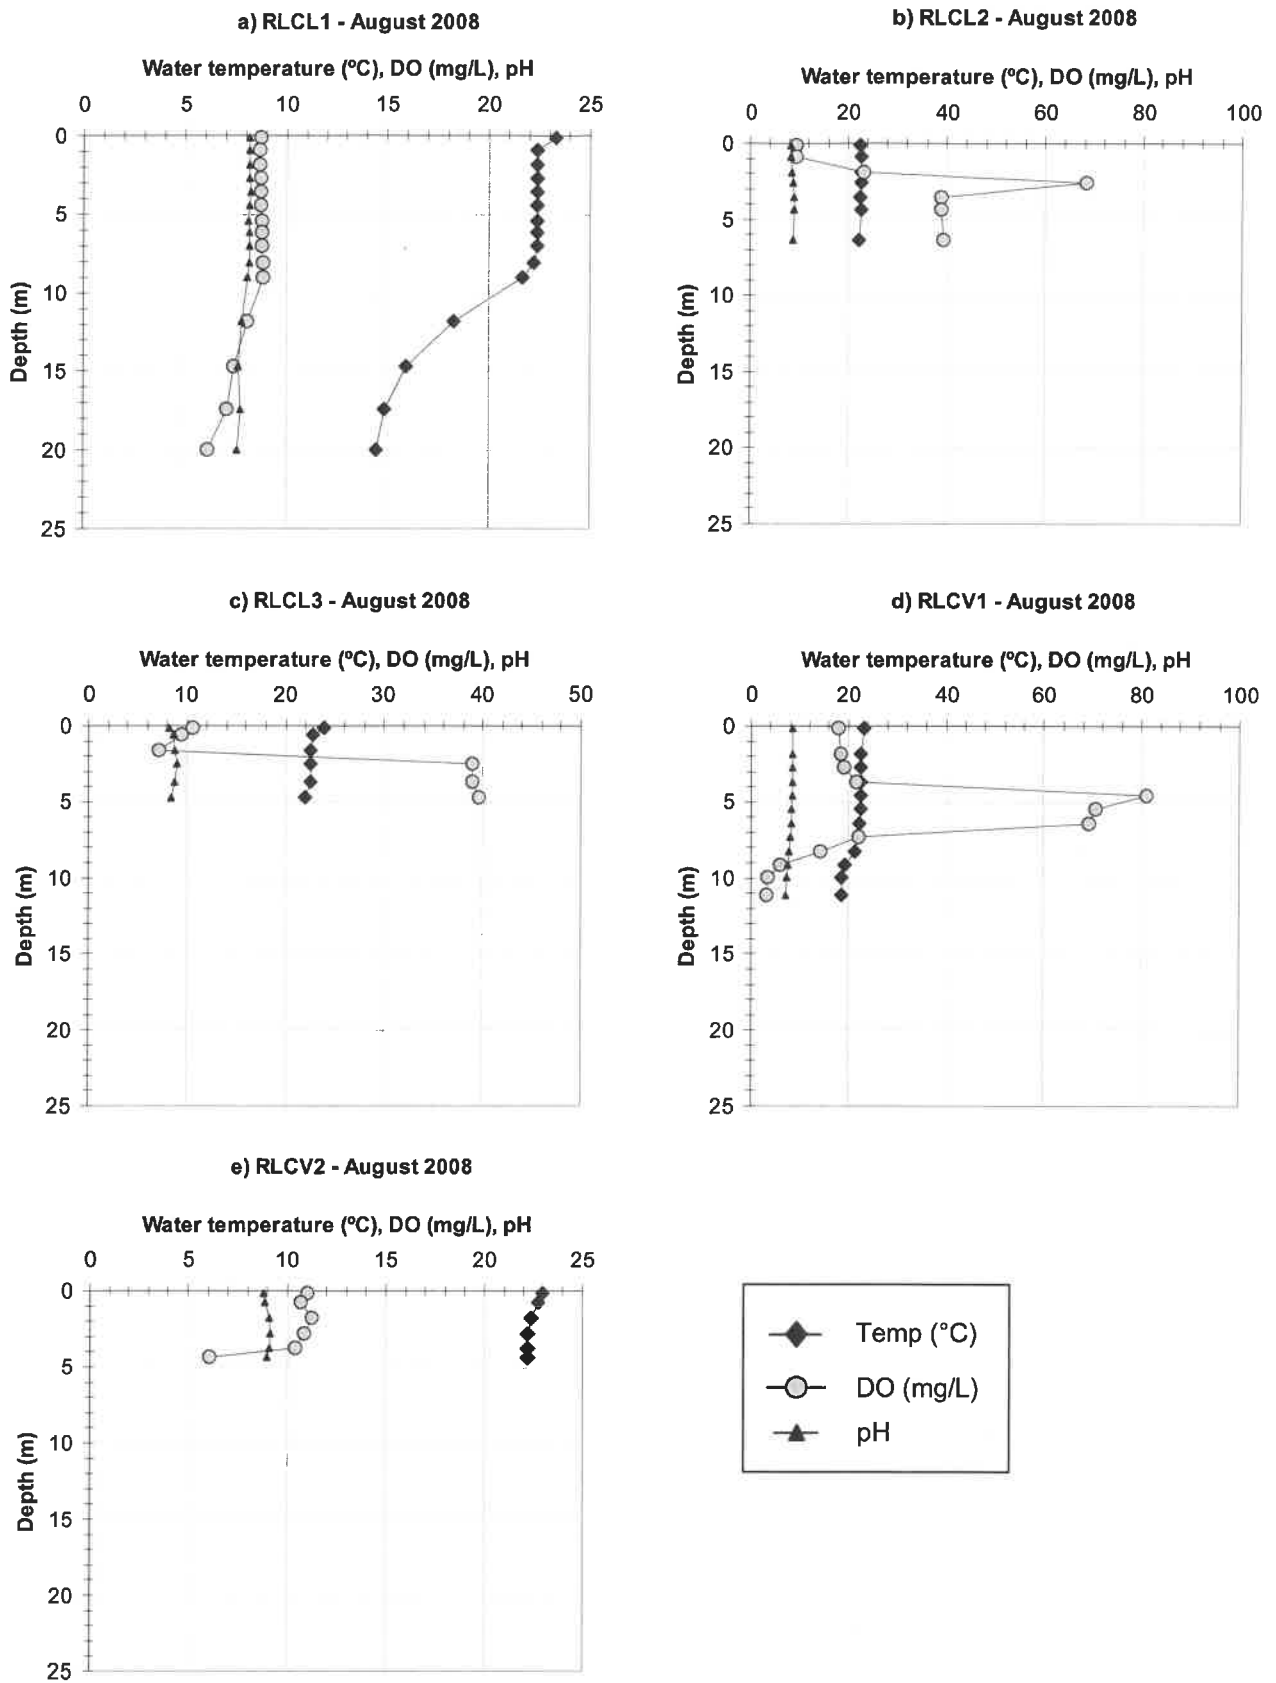 a) RLCL1 - August 2008
Water temperature (ºC), DO (mg/L), pH
0 5 10 15 20 25
0
5
10
15
20
25
Depth (m)
b) RLCL2 - August 2008
Water temperature (ºC), DO (mg/L), pH
0 20 40 60 80 100
0
5
10
15
20
25
Depth (m)
c) RLCL3 - August 2008
Water temperature (ºC), DO (mg/L), pH
0 10 20 30 40 50
0
5
10
15
20
25
Depth (m)
d) RLCV1 - August 2008
Water temperature (ºC), DO (mg/L), pH
0 20 40 60 80 100
0
5
10
15
20
25
Depth (m)
e) RLCV2 - August 2008
Water temperature (ºC), DO (mg/L), pH
0 5 10 15 20 25
0
5
10
15
20
25
Depth (m)
Temp (°C)
DO (mg/L)
pH